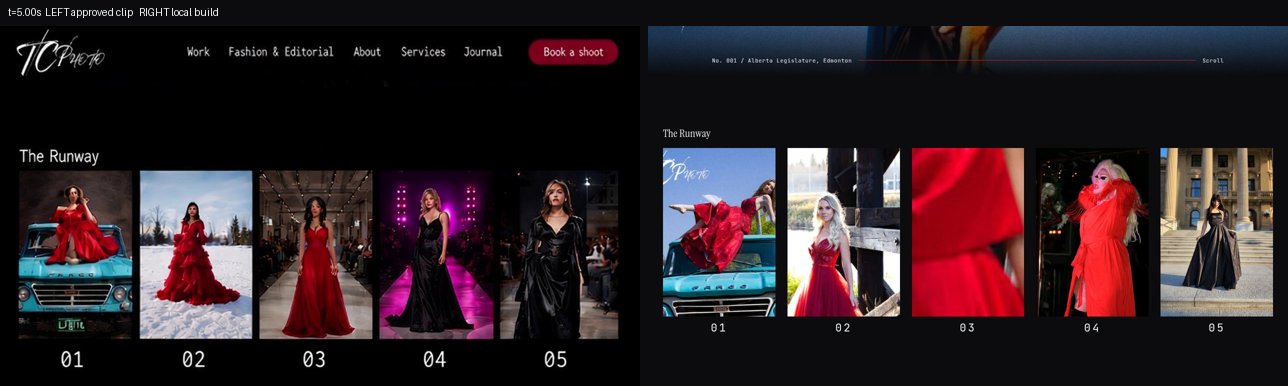 t=5.00s LEFT approved clip RIGHT local build
TCPHOTO
Work Fashion & Editorial About Services Journal Book a shoot
The Runway
01 02 03 04 05
No. 001 / Alberta Legislature, Edmonton Scroll
The Runway
CPHOTO
01 02 03 04 05